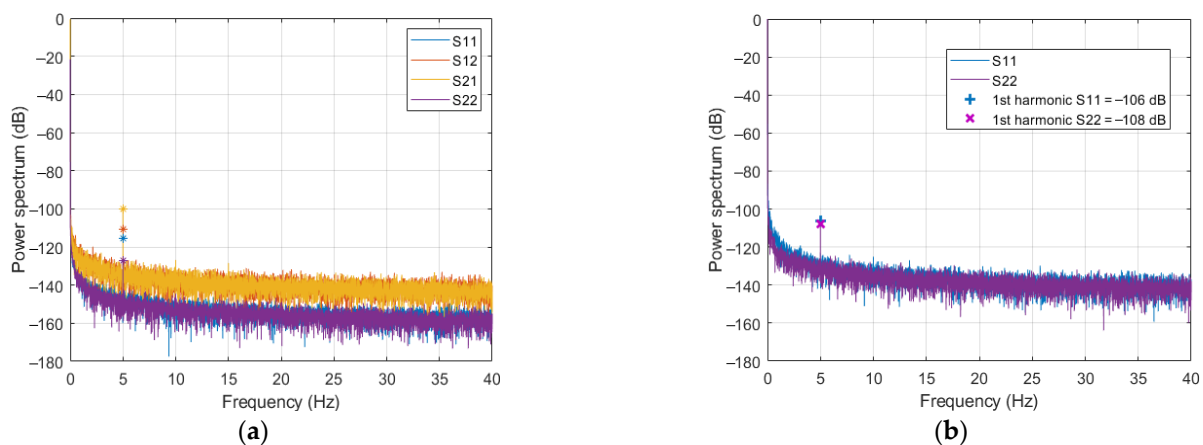 0
−20
−40
−60
−80
−100
−120
−140
−160
−180
Power spectrum (dB)
S11
S12
S21
S22
0 5 10 15 20 25 30 35 40
Frequency (Hz)
(a)
0
−20
−40
−60
−80
−100
−120
−140
−160
−180
Power spectrum (dB)
S11
S22
1st harmonic S11 = −106 dB
1st harmonic S22 = −108 dB
0 5 10 15 20 25 30 35 40
Frequency (Hz)
(b)